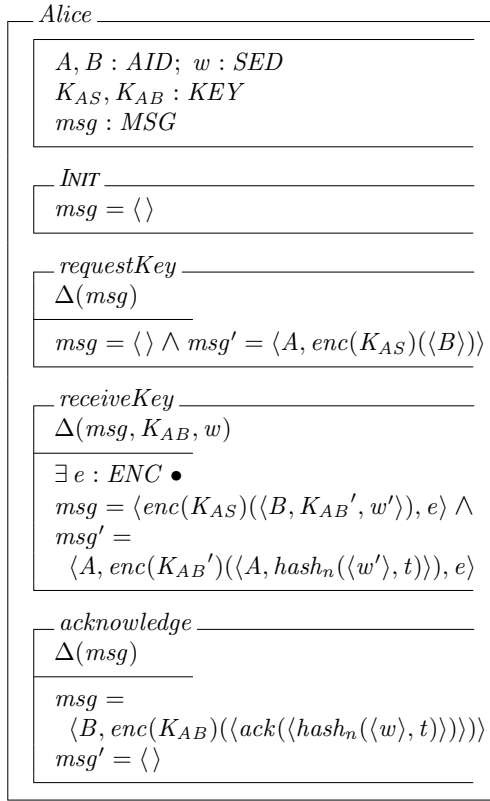 Alice
A, B : AID; w : SED
K_AS, K_AB : KEY
msg : MSG
INIT
msg = ⟨ ⟩
requestKey
Δ(msg)
msg = ⟨ ⟩ ∧ msg′ = ⟨A, enc(K_AS)(⟨B⟩)⟩
receiveKey
Δ(msg, K_AB, w)
∃ e : ENC •
msg = ⟨enc(K_AS)(⟨B, K_AB′, w′⟩), e⟩ ∧
msg′ =
⟨A, enc(K_AB′)(⟨A, hash_n(⟨w′⟩, t)⟩), e⟩
acknowledge
Δ(msg)
msg =
⟨B, enc(K_AB)(⟨ack(⟨hash_n(⟨w⟩, t)⟩)⟩)⟩
msg′ = ⟨ ⟩